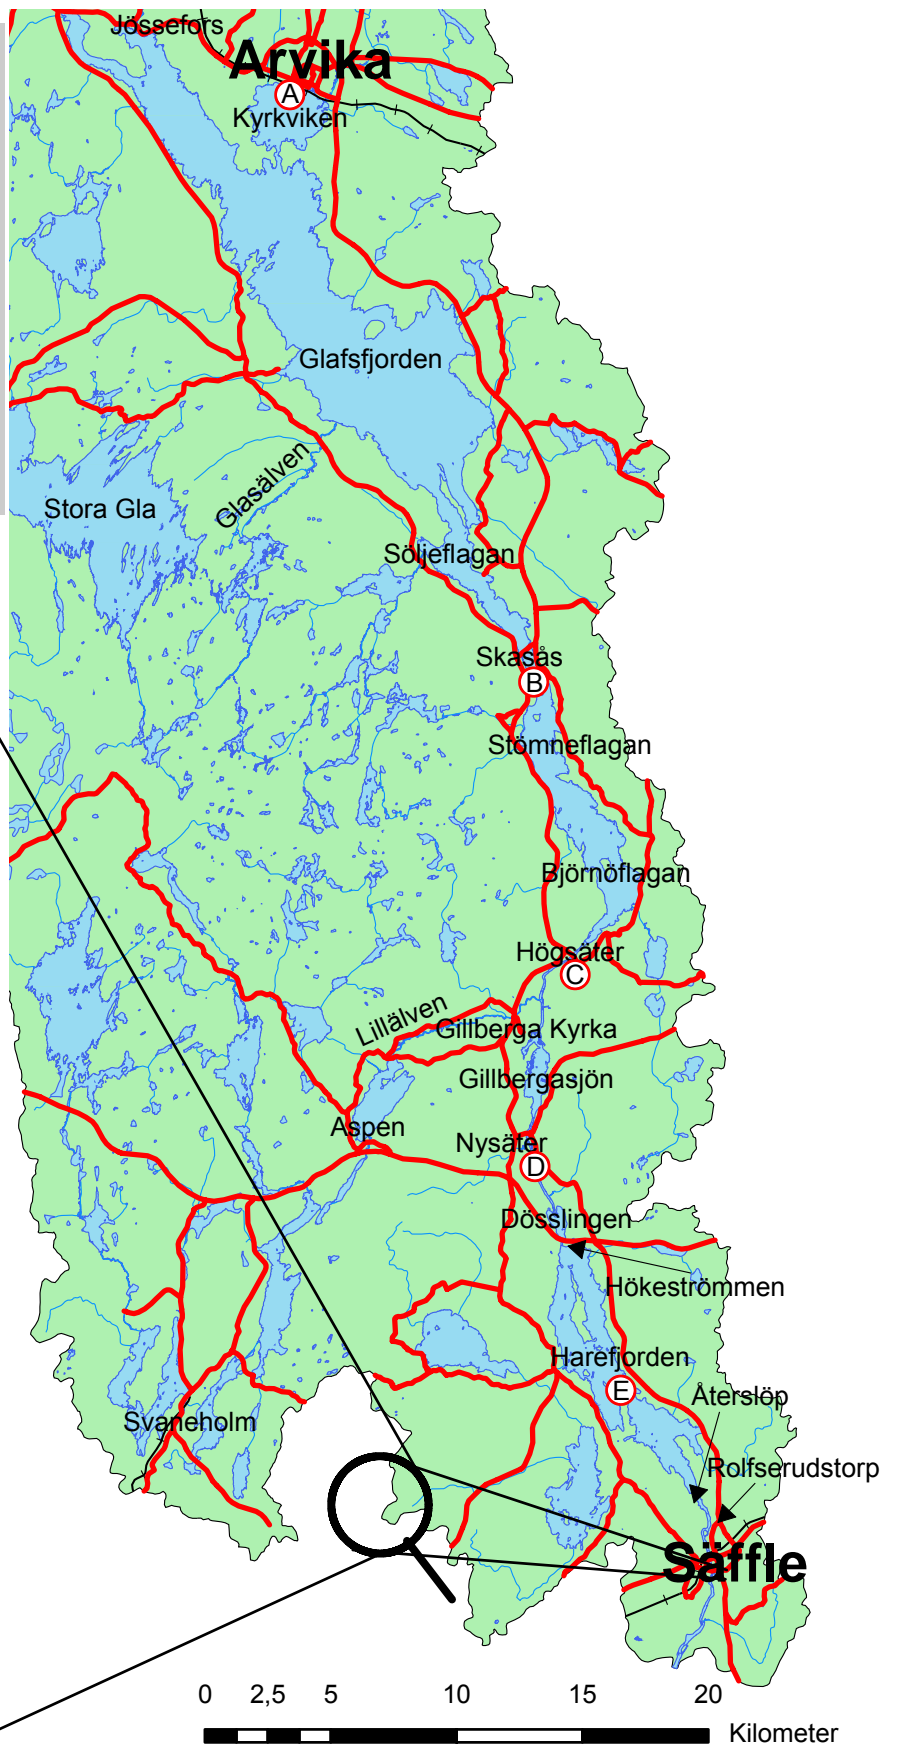 Jössefors
Arvika
A
Kyrkviken
Glafsfjorden
Glasälven
Stora Gla
Söljeflagan
Skasås
B
Stömneflagan
Björnöflagan
Högsäter
C
Lillälven
Gillberga Kyrka
Gillbergasjön
Aspen
Nysäter
D
Dösslingen
Hökeströmmen
Harefjorden
E
Återslöp
Svaneholm
Rolfserudstorp
Säffle
0 2,5 5 10 15 20
Kilometer